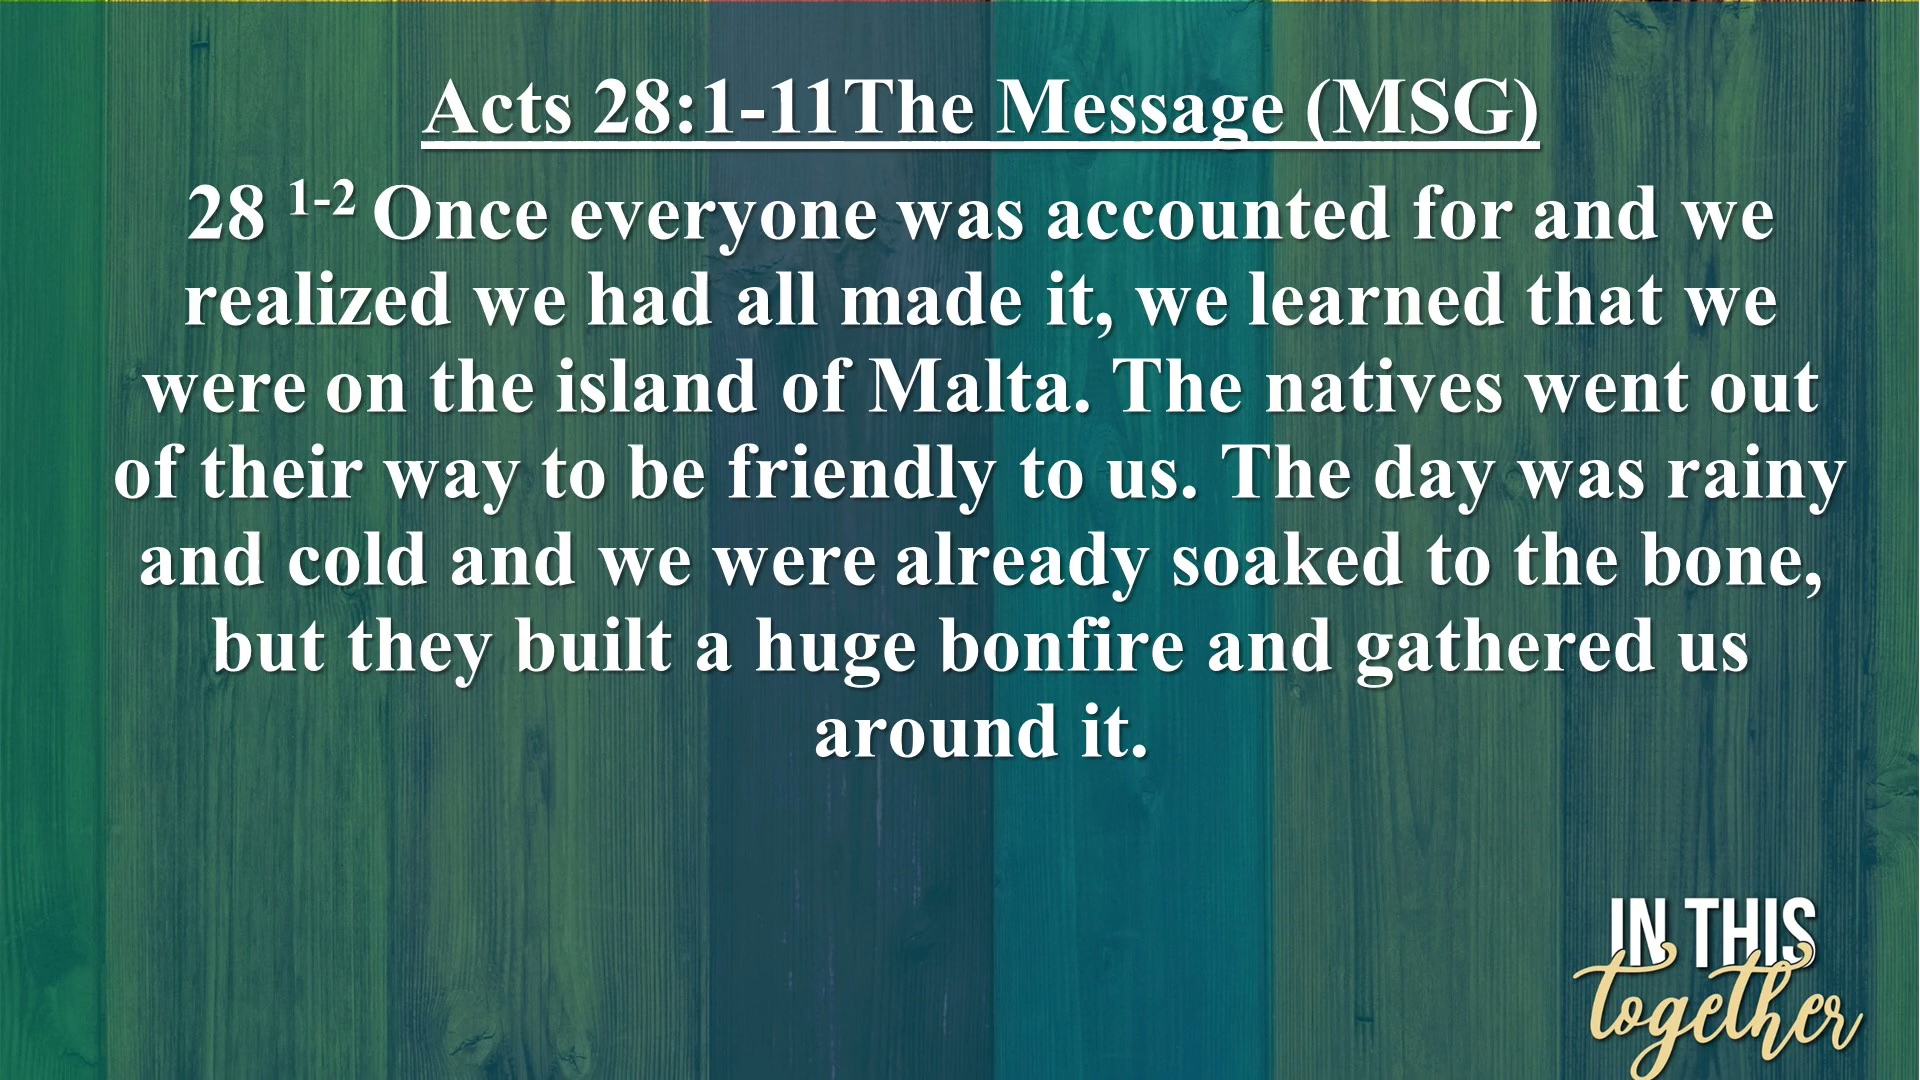 Acts 28:1-11The Message (MSG)
28 1-2 Once everyone was accounted for and we
realized we had all made it, we learned that we
were on the island of Malta. The natives went out
of their way to be friendly to us. The day was rainy
and cold and we were already soaked to the bone,
but they built a huge bonfire and gathered us
around it.
IN THIS
together